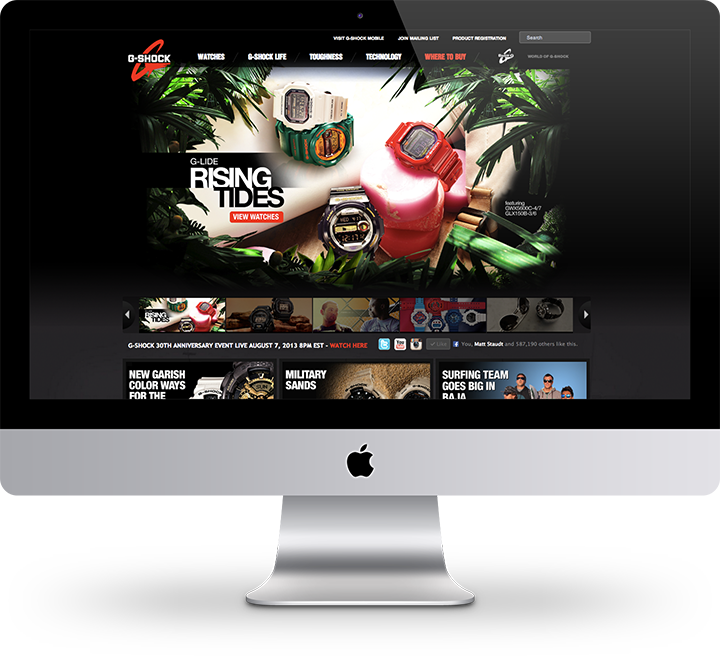 VISIT G-SHOCK MOBILE JOIN MAILING LIST PRODUCT REGISTRATION Search
G-SHOCK WATCHES G-SHOCK LIFE TOUGHNESS TECHNOLOGY WHERE TO BUY WORLD OF G-SHOCK
G-LIDE
RISING
TIDES
VIEW WATCHES
featuring
GWX5600C-4/7
GLX150B-3/6
RISING
TIDES
G-SHOCK 30TH ANNIVERSARY EVENT LIVE AUGUST 7, 2013 8PM EST - WATCH HERE You Tube Like f You, Matt Staudt and 587,190 others like this.
NEW GARISH
COLOR WAYS
FOR THE
MILITARY
SANDS
SURFING TEAM
GOES BIG IN
BAJA